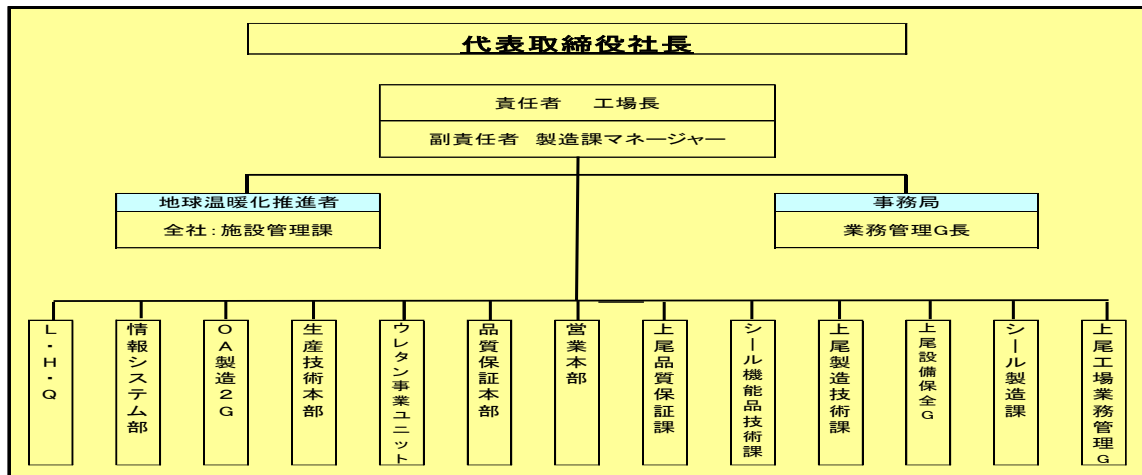 代表取締役社長
責任者　工場長
副責任者 製造課マネージャー
地球温暖化推進者
全社：施設管理課
事務局
業務管理G長
L・H・Q
情報システム部
OA製造2G
生産技術本部
ウレタン事業ユニット
品質保証本部
営業本部
上尾品質保証課
シール機能品技術課
上尾製造技術課
上尾設備保全G
シール製造課
上尾工場業務管理G